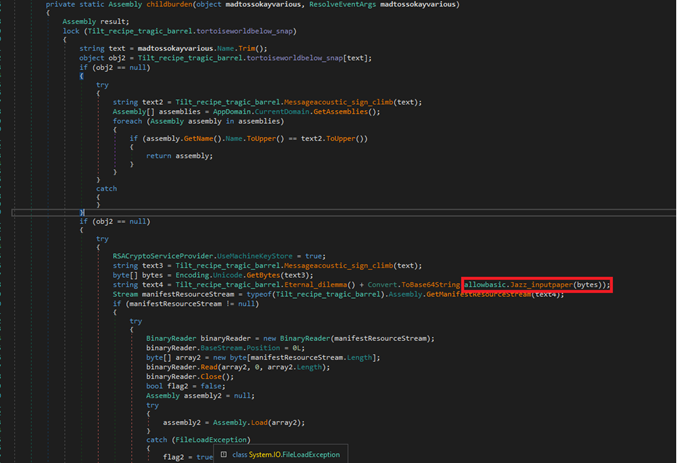 private static Assembly childburden(object madtossokayvarious, ResolveEventArgs madtossokayvarious)
{
Assembly result;
lock (Tilt_recipe_tragic_barrel.tortoiseworldbelow_snap)
{
string text = madtossokayvarious.Name.Trim();
object obj2 = Tilt_recipe_tragic_barrel.tortoiseworldbelow_snap[text];
if (obj2 == null)
{
try
{
string text2 = Tilt_recipe_tragic_barrel.Messageacoustic_sign_climb(text);
Assembly[] assemblies = AppDomain.CurrentDomain.GetAssemblies();
foreach (Assembly assembly in assemblies)
{
if (assembly.GetName().Name.ToUpper() == text2.ToUpper())
{
return assembly;
}
}
}
catch
{
}
}
if (obj2 == null)
{
try
{
RSACryptoServiceProvider.UseMachineKeyStore = true;
string text3 = Tilt_recipe_tragic_barrel.Messageacoustic_sign_climb(text);
byte[] bytes = Encoding.Unicode.GetBytes(text3);
string text4 = Tilt_recipe_tragic_barrel.Eternal_dilemma() + Convert.ToBase64String(allowbasic.Jazz_inputpaper(bytes));
Stream manifestResourceStream = typeof(Tilt_recipe_tragic_barrel).Assembly.GetManifestResourceStream(text4);
if (manifestResourceStream != null)
{
try
{
BinaryReader binaryReader = new BinaryReader(manifestResourceStream);
binaryReader.BaseStream.Position = 0L;
byte[] array2 = new byte[manifestResourceStream.Length];
binaryReader.Read(array2, 0, array2.Length);
binaryReader.Close();
bool flag2 = false;
Assembly assembly2 = null;
try
{
assembly2 = Assembly.Load(array2);
}
catch (FileLoadException)
{
flag2 = true
class System.IO.FileLoadException